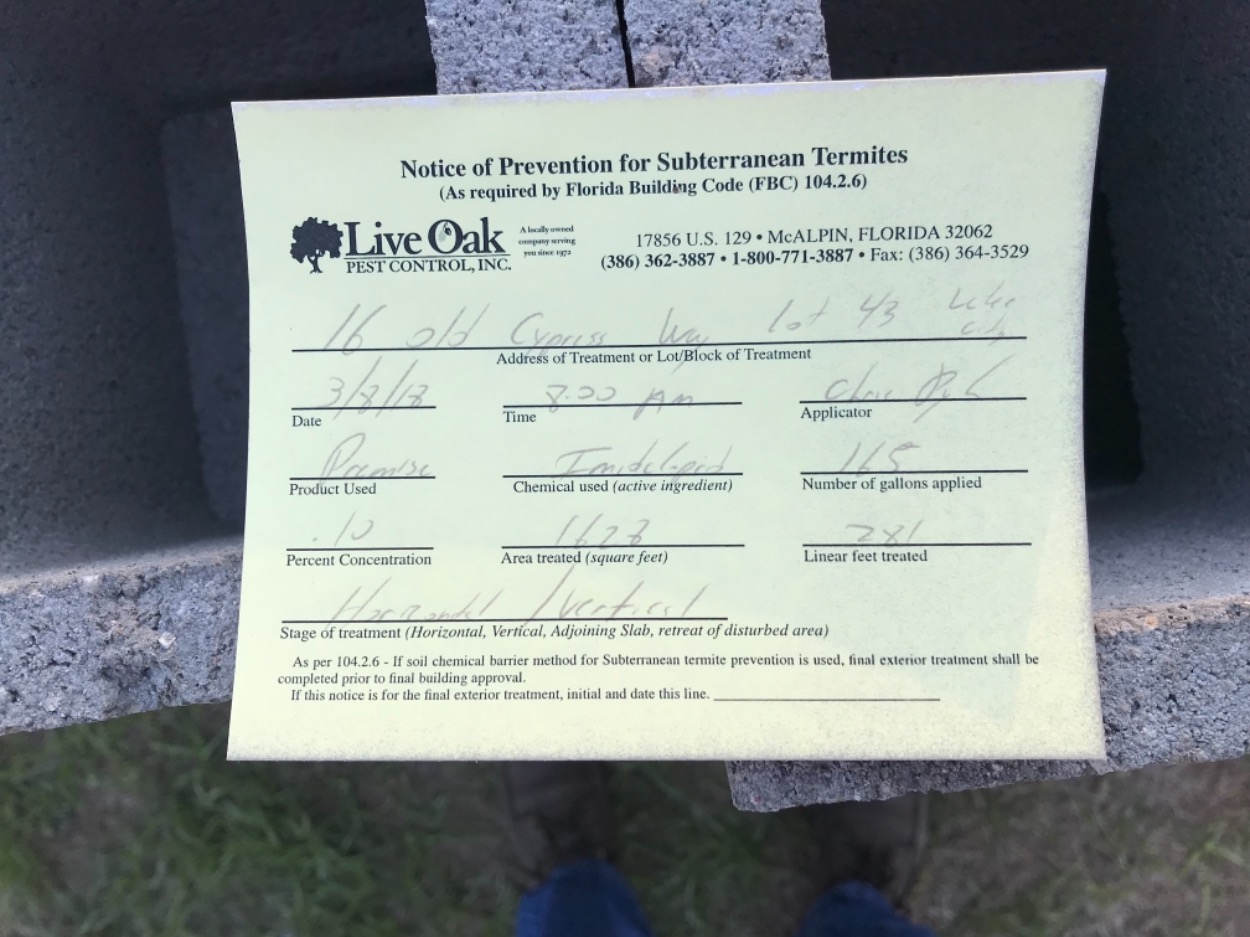 Notice of Prevention for Subterranean Termites
(As required by Florida Building Code (FBC) 104.2.6)
Live Oak
PEST CONTROL, INC.
A locally owned
company serving
you since 1972
17856 U.S. 129 • McALPIN, FLORIDA 32062
(386) 362-3887 • 1-800-771-3887 • Fax: (386) 364-3529
16 old Cypress Way lot 43 Lake
City
Address of Treatment or Lot/Block of Treatment
3/8/18 8:00 AM
Date Time Applicator
Premise 165
Product Used Chemical used (active ingredient) Number of gallons applied
.10 281
Percent Concentration Area treated (square feet) Linear feet treated
Horizontal / vertical
Stage of treatment (Horizontal, Vertical, Adjoining Slab, retreat of disturbed area)
As per 104.2.6 - If soil chemical barrier method for Subterranean termite prevention is used, final exterior treatment shall be
completed prior to final building approval.
If this notice is for the final exterior treatment, initial and date this line.